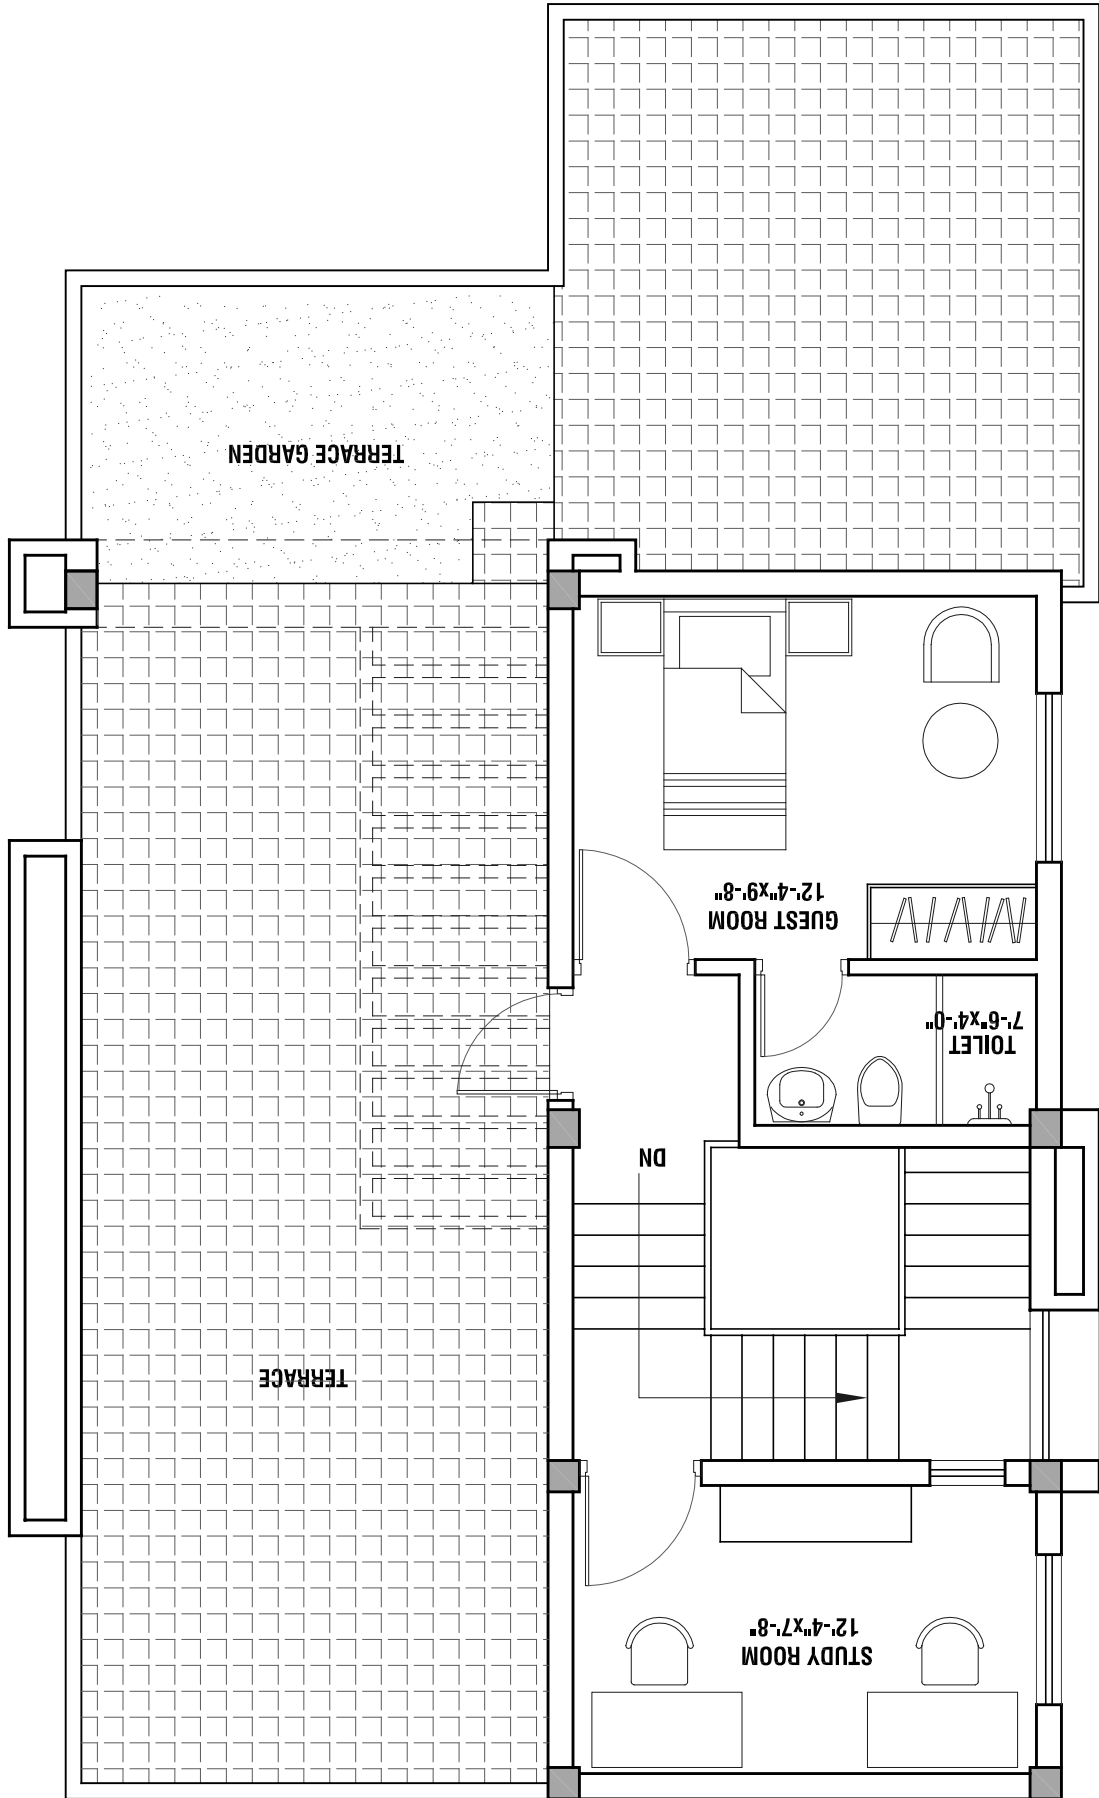 STUDY ROOM
12'-4"x7'-8"
TERRACE
DN
TOILET
7'-6"x4'-0"
GUEST ROOM
12'-4"x9'-8"
TERRACE GARDEN